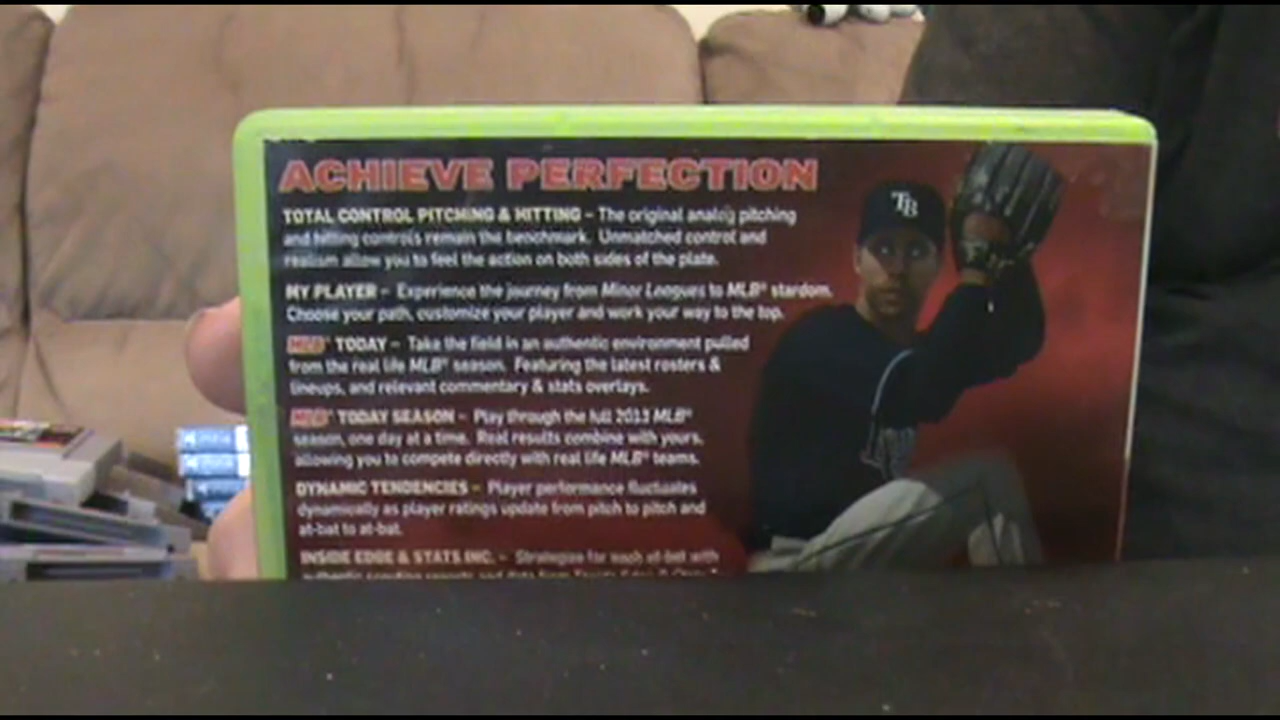 ACHIEVE PERFECTION
TOTAL CONTROL PITCHING & HITTING - The original analog pitching
and hitting controls remain the benchmark. Unmatched control and
realism allow you to feel the action on both sides of the plate.
MY PLAYER - Experience the journey from Minor Leagues to MLB® stardom.
Choose your path, customize your player and work your way to the top.
MLB® TODAY - Take the field in an authentic environment pulled
from the real life MLB® season. Featuring the latest rosters &
lineups, and relevant commentary & stats overlays.
MLB® TODAY SEASON - Play through the full 2013 MLB®
season, one day at a time. Real results combine with yours,
allowing you to compete directly with real life MLB® teams.
DYNAMIC TENDENCIES - Player performance fluctuates
dynamically as player ratings update from pitch to pitch and
at-bat to at-bat.
INSIDE EDGE & STATS INC. - Strategies for each at-bat with
TB